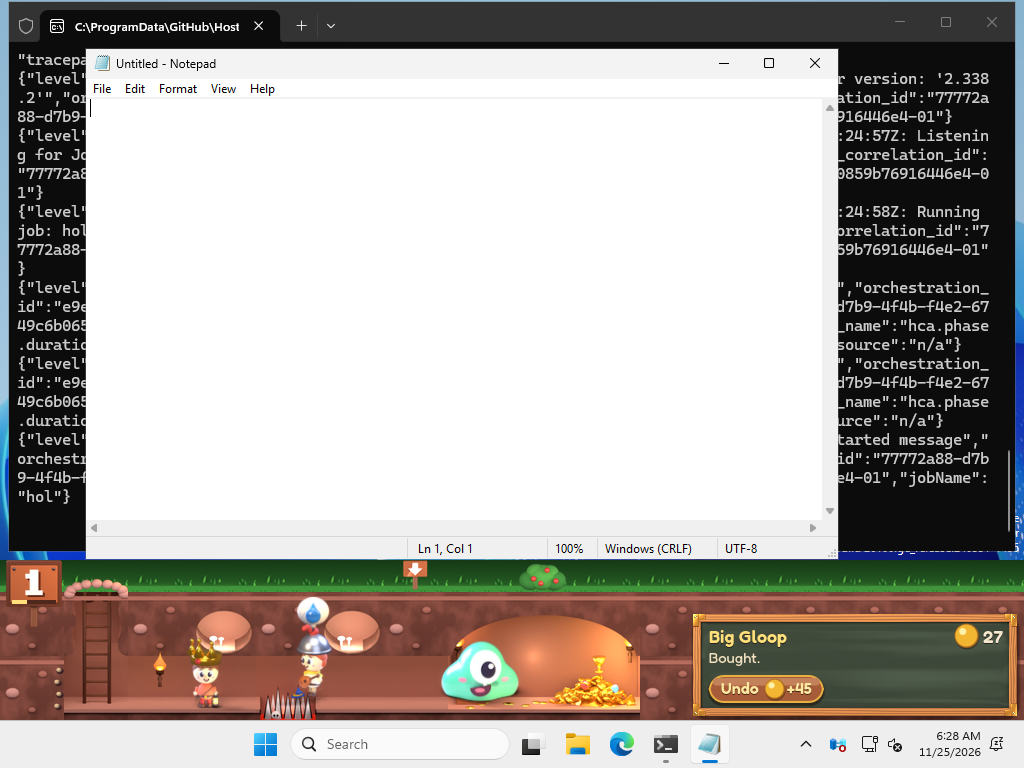 C:\ProgramData\GitHub\Host
Untitled - Notepad
File Edit Format View Help
"tracepa
{"level" r version: '2.338
.2'","or ation_id":"77772a
88-d7b9- 916446e4-01"}
{"level" :24:57Z: Listenin
g for Jo _correlation_id":
"77772a8 0859b76916446e4-0
1"}
{"level" :24:58Z: Running
job: hol orrelation_id":"7
7772a88- 59b76916446e4-01"
}
{"level" ","orchestration_
id":"e9e d7b9-4f4b-f4e2-67
49c6b065 _name":"hca.phase
.duratio source":"n/a"}
{"level" ","orchestration_
id":"e9e d7b9-4f4b-f4e2-67
49c6b065 _name":"hca.phase
.duratio urce":"n/a"}
{"level" tarted message","
orchestr id":"77772a88-d7b
9-4f4b-f e4-01","jobName":
"hol"}
Ln 1, Col 1 100% Windows (CRLF) UTF-8
1
Big Gloop 27
Bought.
Undo +45
Search
6:28 AM
11/25/2026